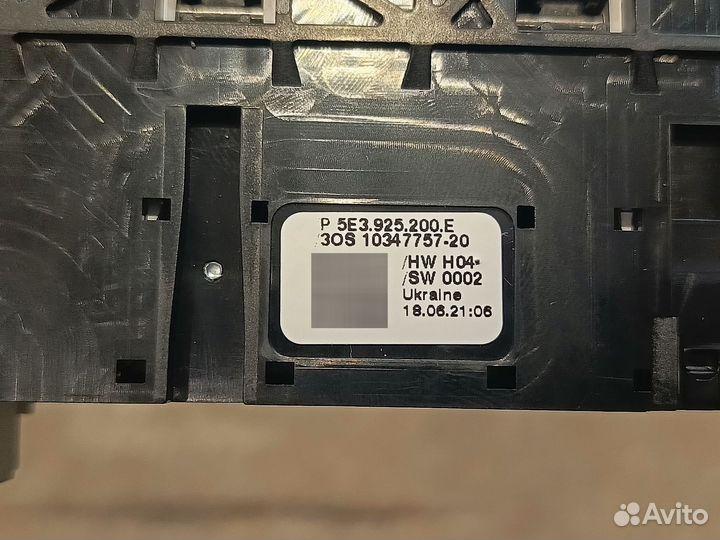 P 5E3.925.200.E
/3OS 10347757-20
/HW H04*
/SW 0002
Ukraine
18.06.21:06
Avito